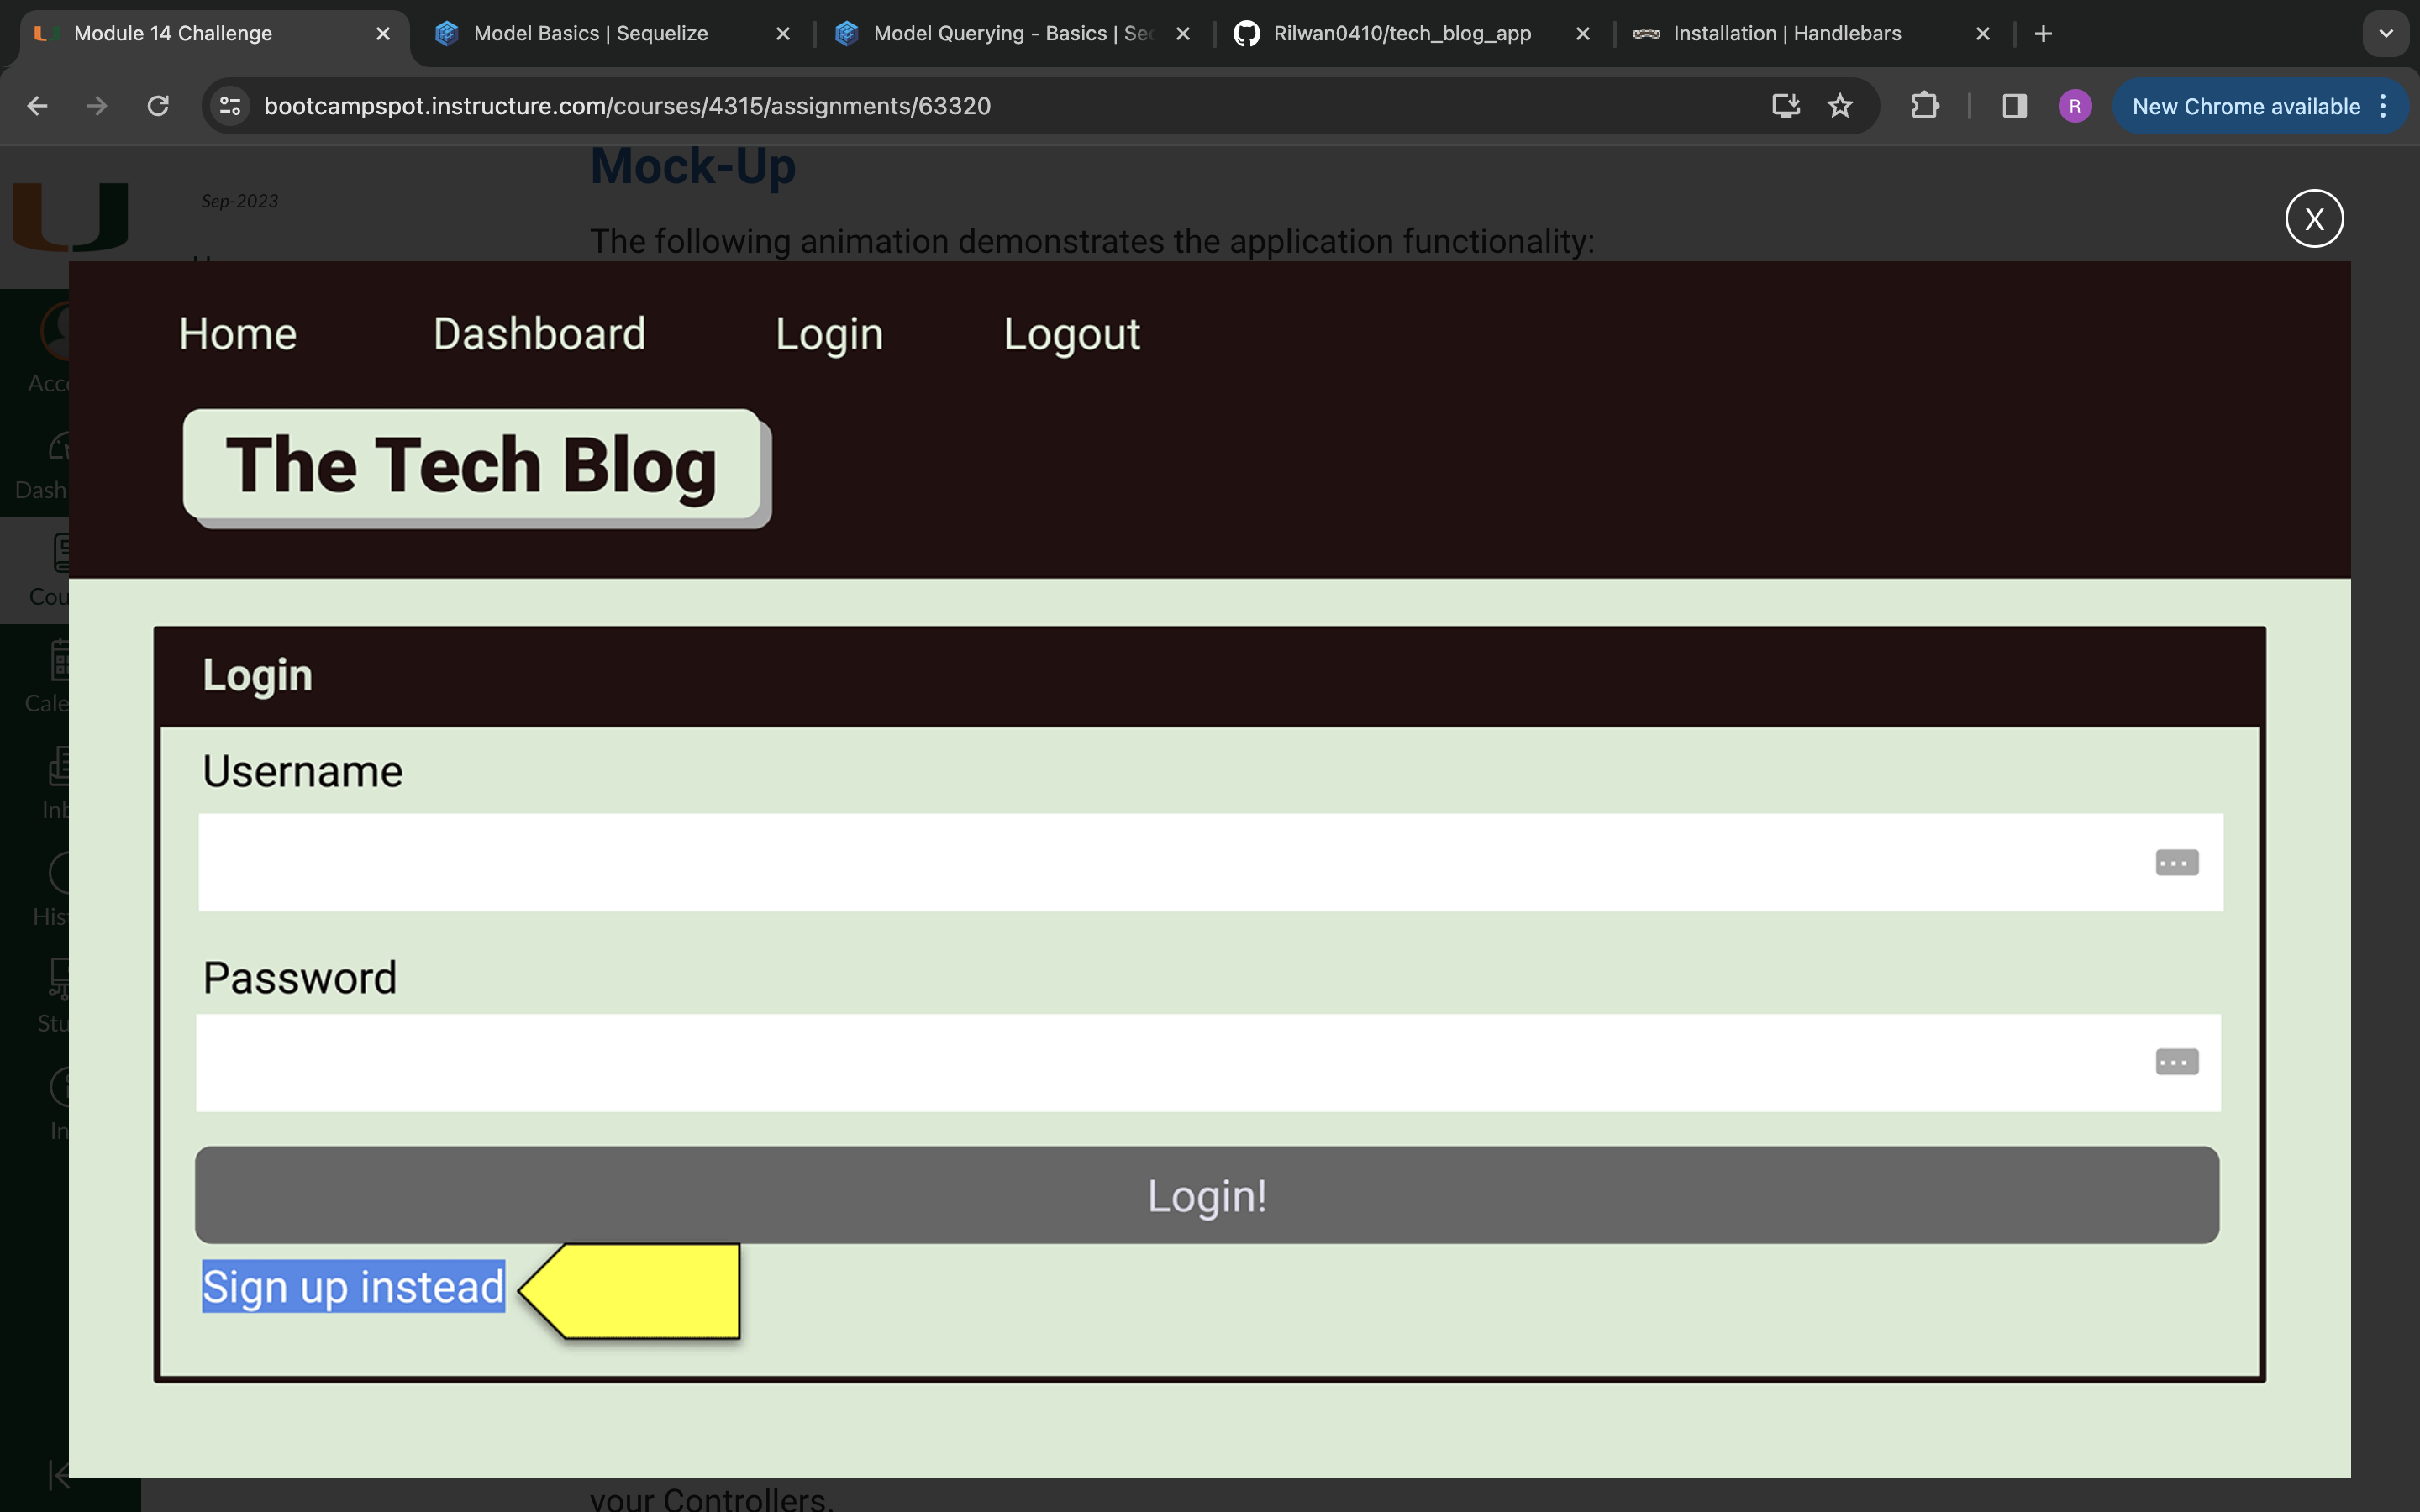 Module 14 Challenge
Model Basics | Sequelize
Model Querying - Basics | Sec
Rilwan0410/tech_blog_app
Installation | Handlebars
bootcampspot.instructure.com/courses/4315/assignments/63320
R
New Chrome available
Mock-Up
Sep-2023
X
The following animation demonstrates the application functionality:
Home Dashboard Login Logout
The Tech Blog
Login
Username
Password
Login!
Sign up instead
Acc
Dash
Cou
Cale
Inb
His
Stu
In
your Controllers.